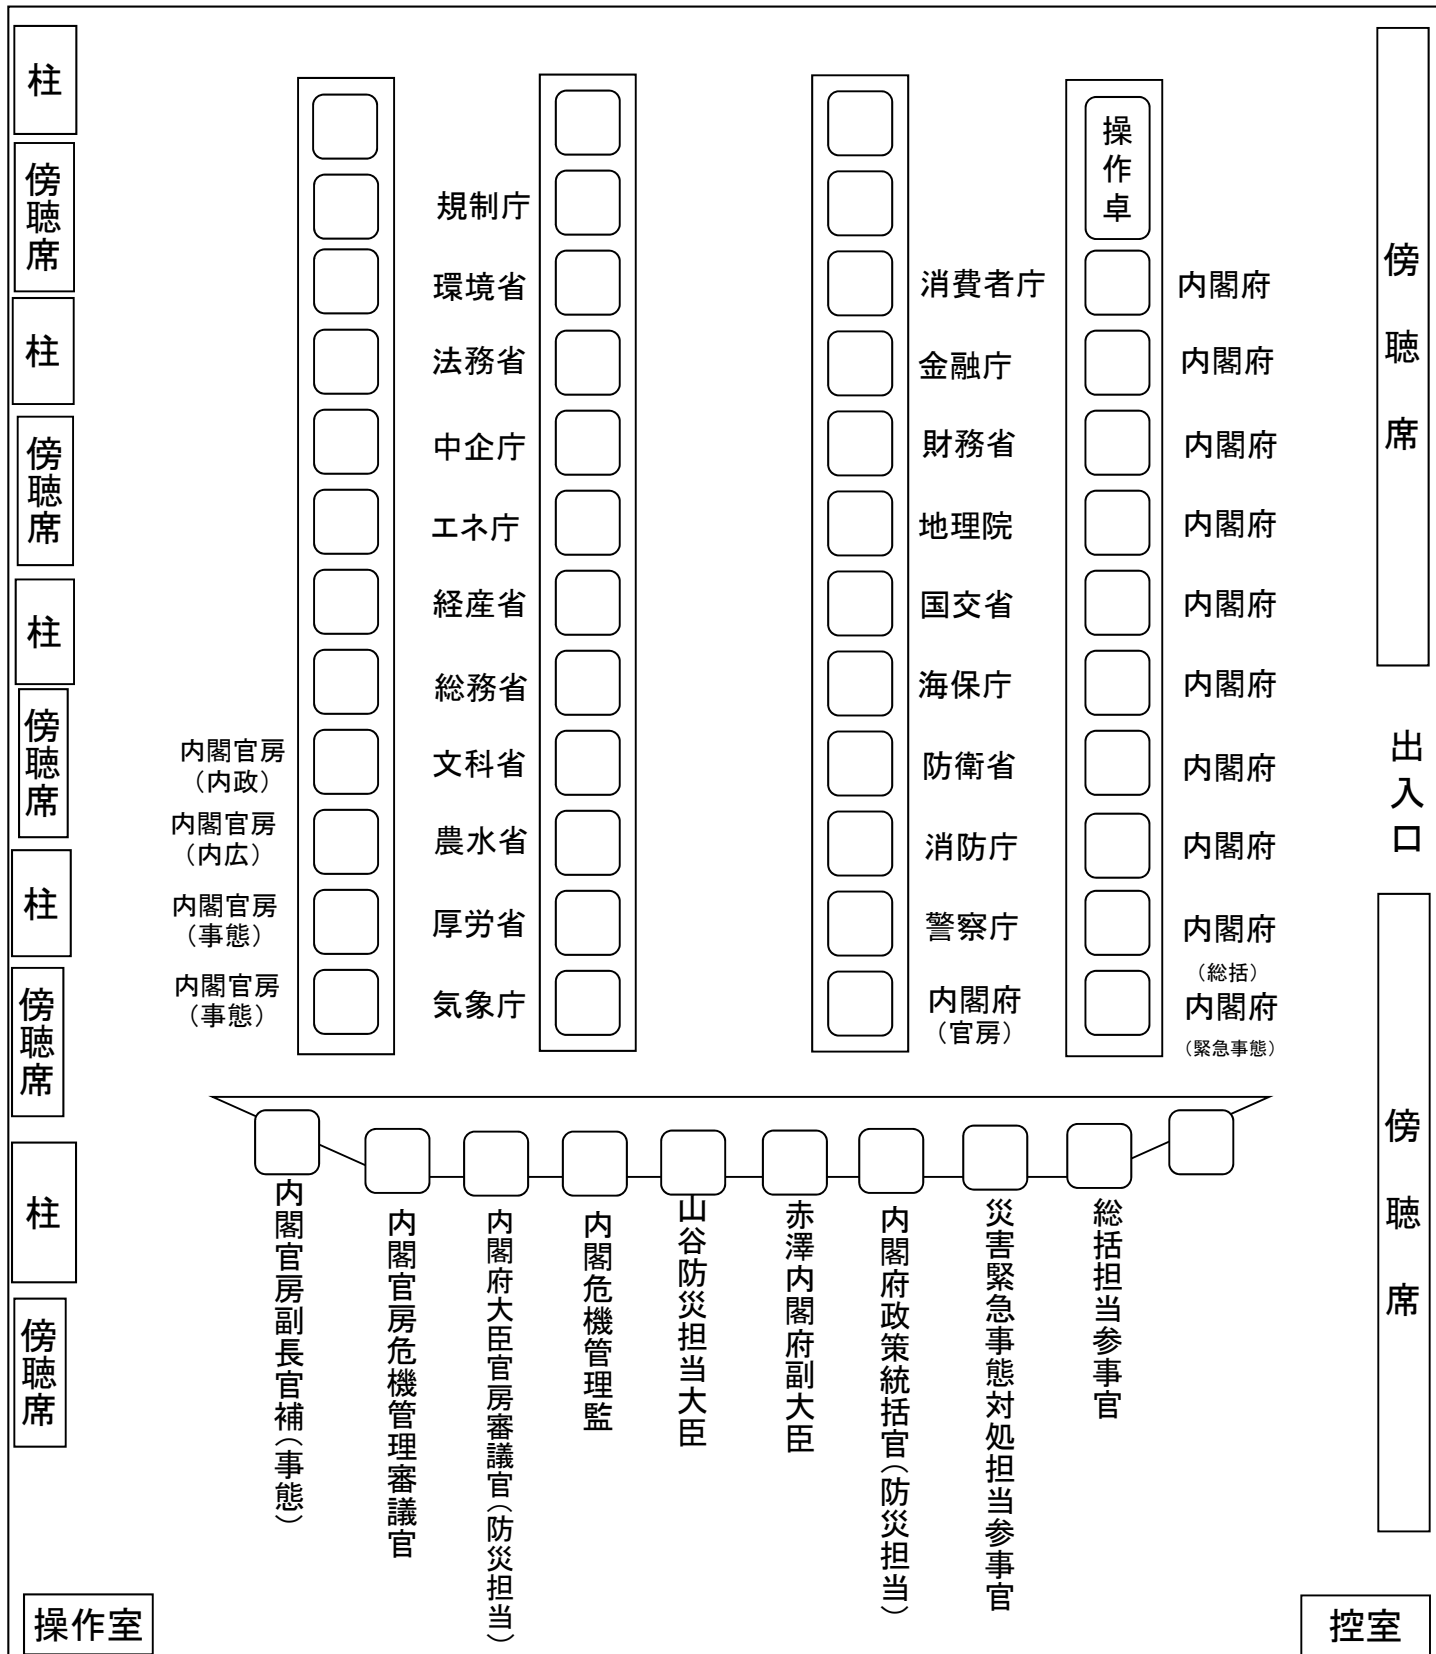 柱
傍聴席
柱
傍聴席
柱
傍聴席
柱
傍聴席
柱
傍聴席
内閣官房
（内政）
内閣官房
（内広）
内閣官房
（事態）
内閣官房
（事態）
規制庁
環境省
法務省
中企庁
エネ庁
経産省
総務省
文科省
農水省
厚労省
気象庁
消費者庁
金融庁
財務省
地理院
国交省
海保庁
防衛省
消防庁
警察庁
内閣府
（官房）
操作卓
内閣府
内閣府
内閣府
内閣府
内閣府
内閣府
内閣府
内閣府
内閣府
（総括）
内閣府
（緊急事態）
傍聴席
出入口
傍聴席
内閣官房副長官補（事態）
内閣官房危機管理審議官
内閣府大臣官房審議官（防災担当）
内閣危機管理監
山谷防災担当大臣
赤澤内閣府副大臣
内閣府政策統括官（防災担当）
災害緊急事態対処担当参事官
総括担当参事官
操作室
控室